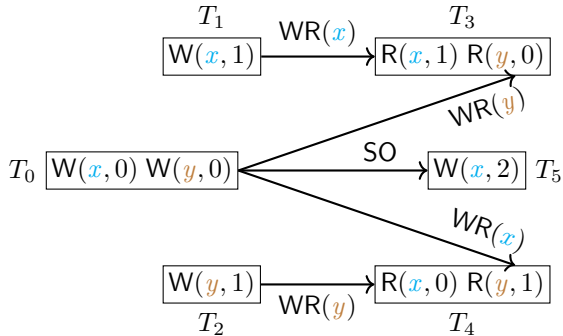 T₁ T₃
WR(x)
W(x, 1) R(x, 1) R(y, 0)
WR(y)
SO
T₀ W(x, 0) W(y, 0) W(x, 2) T₅
WR(x)
W(y, 1) R(x, 0) R(y, 1)
WR(y)
T₂ T₄